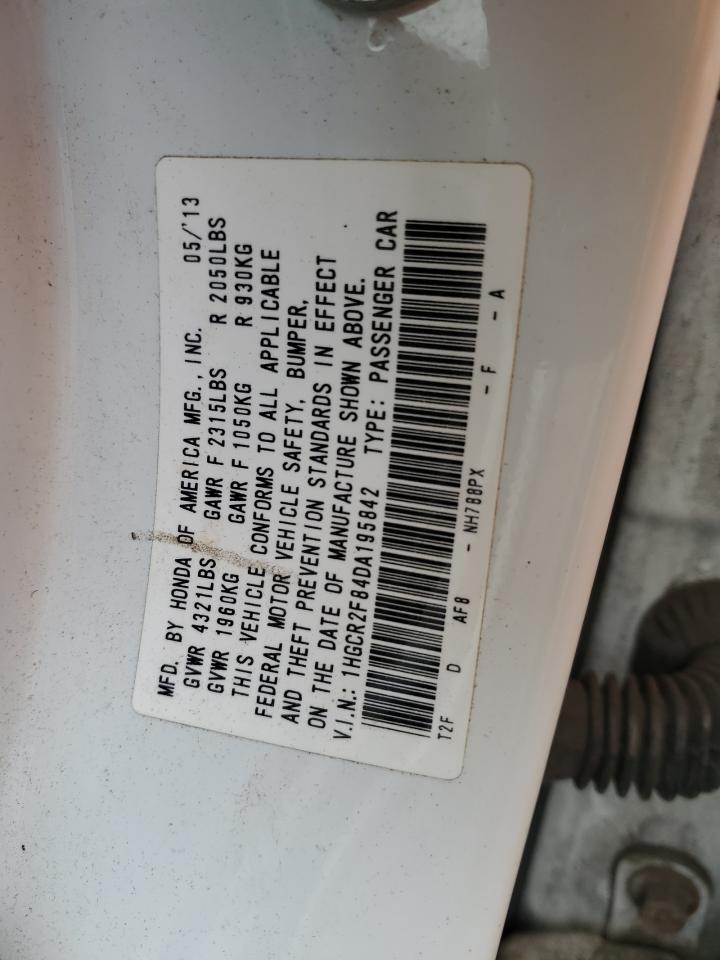 MFD. BY HONDA OF AMERICA MFG., INC. 05/'13
GVWR 4321LBS GAWR F 2315LBS R 2050LBS
GVWR 1960KG GAWR F 1050KG R 930KG
THIS VEHICLE CONFORMS TO ALL APPLICABLE
FEDERAL MOTOR VEHICLE SAFETY, BUMPER,
AND THEFT PREVENTION STANDARDS IN EFFECT
ON THE DATE OF MANUFACTURE SHOWN ABOVE.
V.I.N.: 1HGCR2F84DA195842 TYPE: PASSENGER CAR
T2F D AF8 - NH788PX - F - A